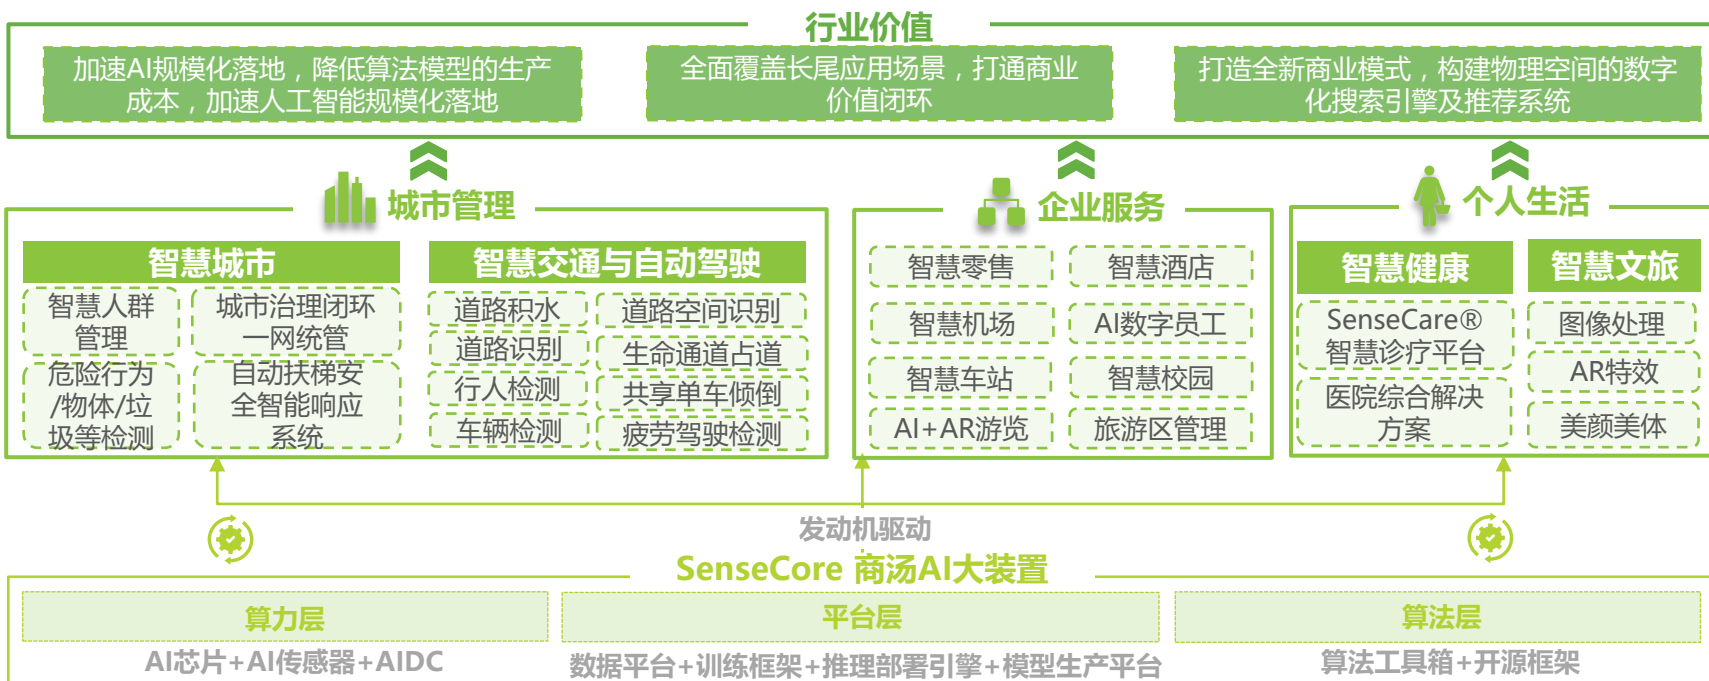 行业价值
加速AI规模化落地，降低算法模型的生产
成本，加速人工智能规模化落地
全面覆盖长尾应用场景，打通商业
价值闭环
打造全新商业模式，构建物理空间的数字
化搜索引擎及推荐系统
城市管理
智慧城市
智慧人群
管理
城市治理闭环
一网统管
危险行为
/物体/垃
圾等检测
自动扶梯安
全智能响应
系统
智慧交通与自动驾驶
道路积水
道路空间识别
道路识别
生命通道占道
行人检测
共享单车倾倒
车辆检测
疲劳驾驶检测
企业服务
智慧零售
智慧酒店
智慧机场
AI数字员工
智慧车站
智慧校园
AI+AR游览
旅游区管理
个人生活
智慧健康
SenseCare®
智慧诊疗平台
医院综合解决
方案
智慧文旅
图像处理
AR特效
美颜美体
发动机驱动
SenseCore 商汤AI大装置
算力层
AI芯片+AI传感器+AIDC
平台层
数据平台+训练框架+推理部署引擎+模型生产平台
算法层
算法工具箱+开源框架